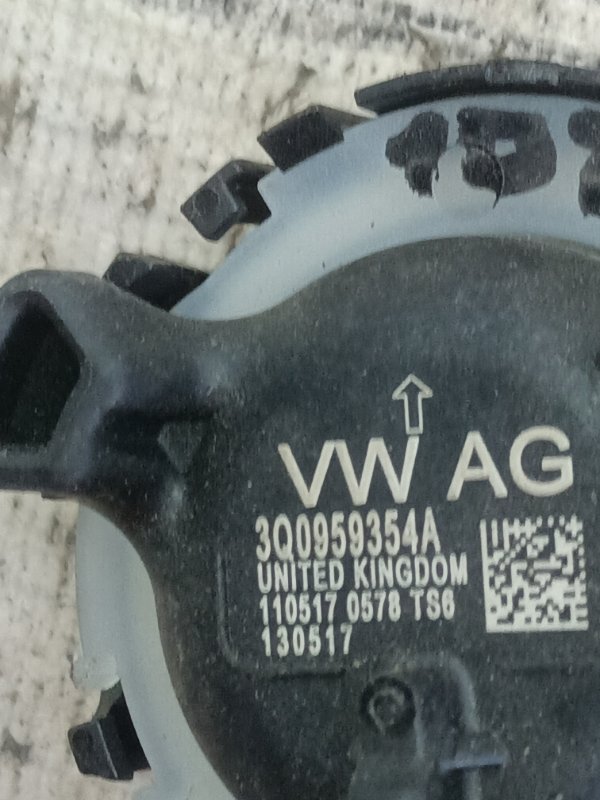 VW AG
3Q0959354A
UNITED KINGDOM
110517 0578 TS6
130517